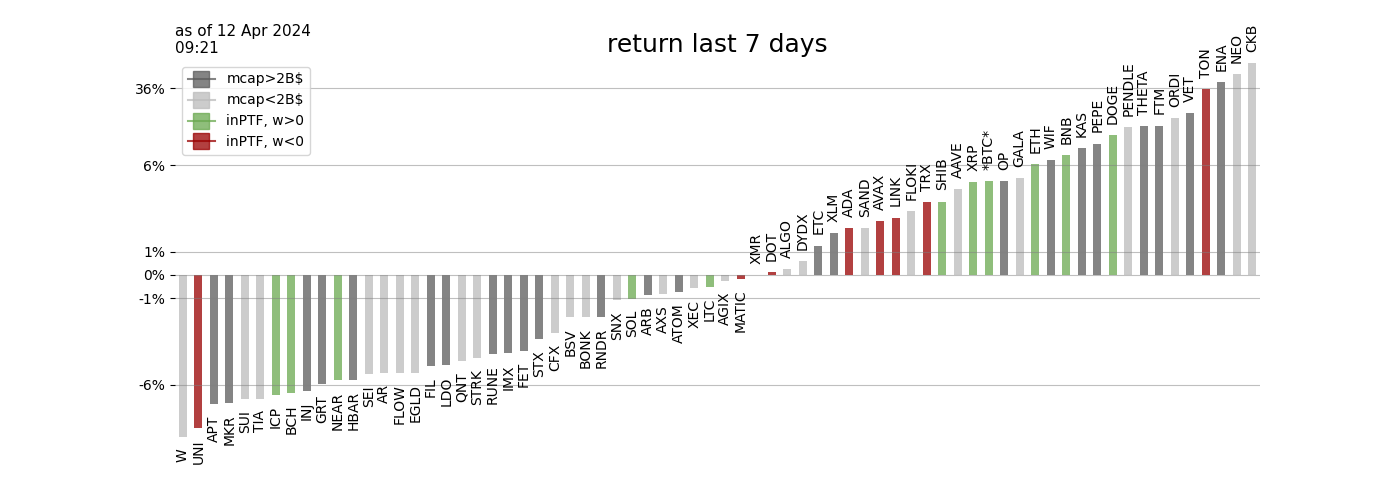 as of 12 Apr 2024
09:21
return last 7 days
mcap>2B$
mcap<2B$
inPTF, w>0
inPTF, w<0
36%
6%
1%
0%
-1%
-6%
W
UNI
APT
MKR
SUI
TIA
ICP
BCH
INJ
GRT
NEAR
HBAR
SEI
AR
FLOW
EGLD
FIL
LDO
QNT
STRK
RUNE
IMX
FET
STX
CFX
BSV
BONK
RNDR
SNX
SOL
ARB
AXS
ATOM
XEC
LTC
AGIX
MATIC
XMR
DOT
ALGO
DYDX
ETC
XLM
ADA
SAND
AVAX
LINK
FLOKI
TRX
SHIB
AAVE
XRP
*BTC*
OP
GALA
ETH
WIF
BNB
KAS
PEPE
DOGE
PENDLE
THETA
FTM
ORDI
VET
TON
ENA
NEO
CKB